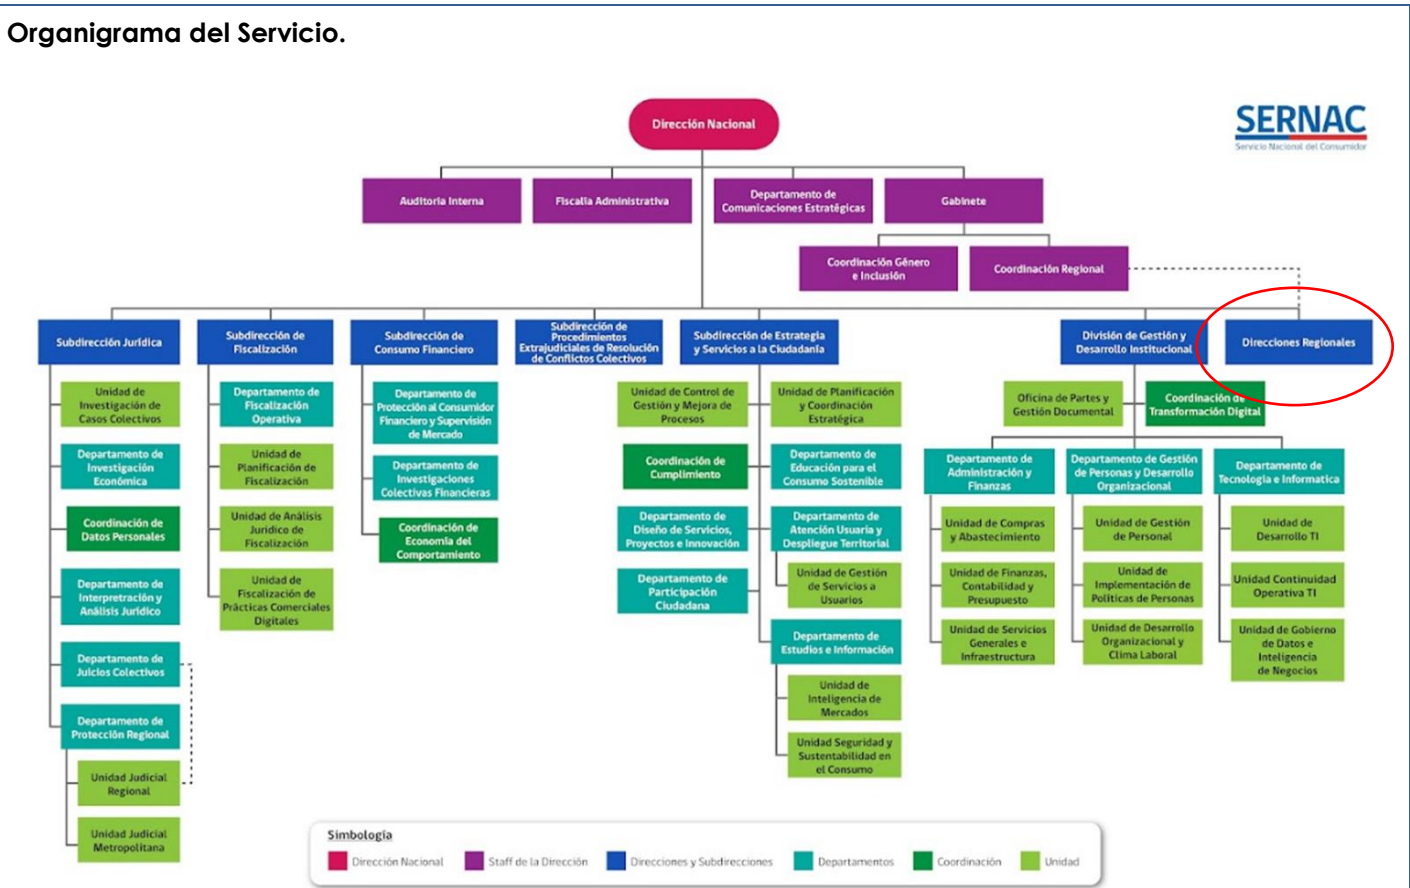 Organigrama del Servicio.
SERNAC
Servicio Nacional del Consumidor
Dirección Nacional
Auditoria Interna
Fiscalía Administrativa
Departamento de
Comunicaciones Estratégicas
Gabinete
Coordinación Género
e Inclusión
Coordinación Regional
Subdirección Jurídica
Subdirección de
Fiscalización
Subdirección de
Consumo Financiero
Subdirección de
Procedimientos
Extrajudiciales de Resolución
de Conflictos Colectivos
Subdirección de Estrategia
y Servicios a la Ciudadanía
División de Gestión y
Desarrollo Institucional
Direcciones Regionales
Unidad de
Investigación de
Casos Colectivos
Departamento de
Investigación
Económica
Coordinación de
Datos Personales
Departamento de
Interpretración y
Análisis Jurídico
Departamento de
Juicios Colectivos
Departamento de
Protección Regional
Unidad Judicial
Regional
Unidad Judicial
Metropolitana
Departamento de
Fiscalización
Operativa
Unidad de
Planificación de
Fiscalización
Unidad de Análisis
Jurídico de
Fiscalización
Unidad de
Fiscalización de
Prácticas Comerciales
Digitales
Departamento de
Protección al Consumidor
Financiero y Supervisión
de Mercado
Departamento de
Investigaciones
Colectivas Financieras
Coordinación de
Economía del
Comportamiento
Unidad de Control de
Gestión y Mejora de
Procesos
Coordinación de
Cumplimiento
Departamento de
Diseño de Servicios,
Proyectos e Innovación
Departamento de
Participación
Ciudadana
Unidad de Planificación
y Coordinación
Estratégica
Departamento de
Educación para el
Consumo Sostenible
Departamento de
Atención Usuaria y
Despliegue Territorial
Unidad de Gestión
de Servicios a
Usuarios
Departamento de
Estudios e Información
Unidad de
Inteligencia de
Mercados
Unidad Seguridad y
Sustentabilidad en
el Consumo
Oficina de Partes y
Gestión Documental
Coordinación de
Transformación Digital
Departamento de
Administración y
Finanzas
Unidad de Compras
y Abastecimiento
Unidad de Finanzas,
Contabilidad y
Presupuesto
Unidad de Servicios
Generales e
Infraestructura
Departamento de Gestión
de Personas y Desarrollo
Organizacional
Unidad de Gestión
de Personal
Unidad de
Implementación de
Políticas de Personas
Unidad de Desarrollo
Organizacional y
Clima Laboral
Departamento de
Tecnologia e Informatica
Unidad de
Desarrollo TI
Unidad Continuidad
Operativa TI
Unidad de Gobierno
de Datos e
Inteligencia
de Negocios
Simbología
Dirección Nacional
Staff de la Dirección
Direcciones y Subdirecciones
Departamentos
Coordinación
Unidad